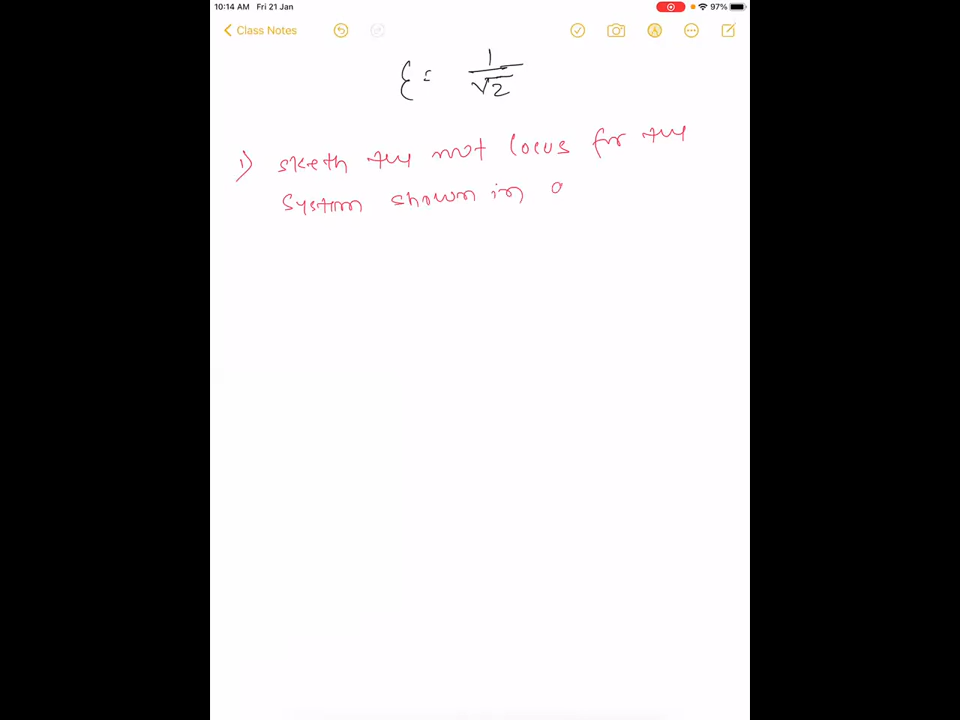 10:14 AM Fri 21 Jan
97%
Class Notes
ξ = 1/√2
1) sketh the root locus for the
system shown in